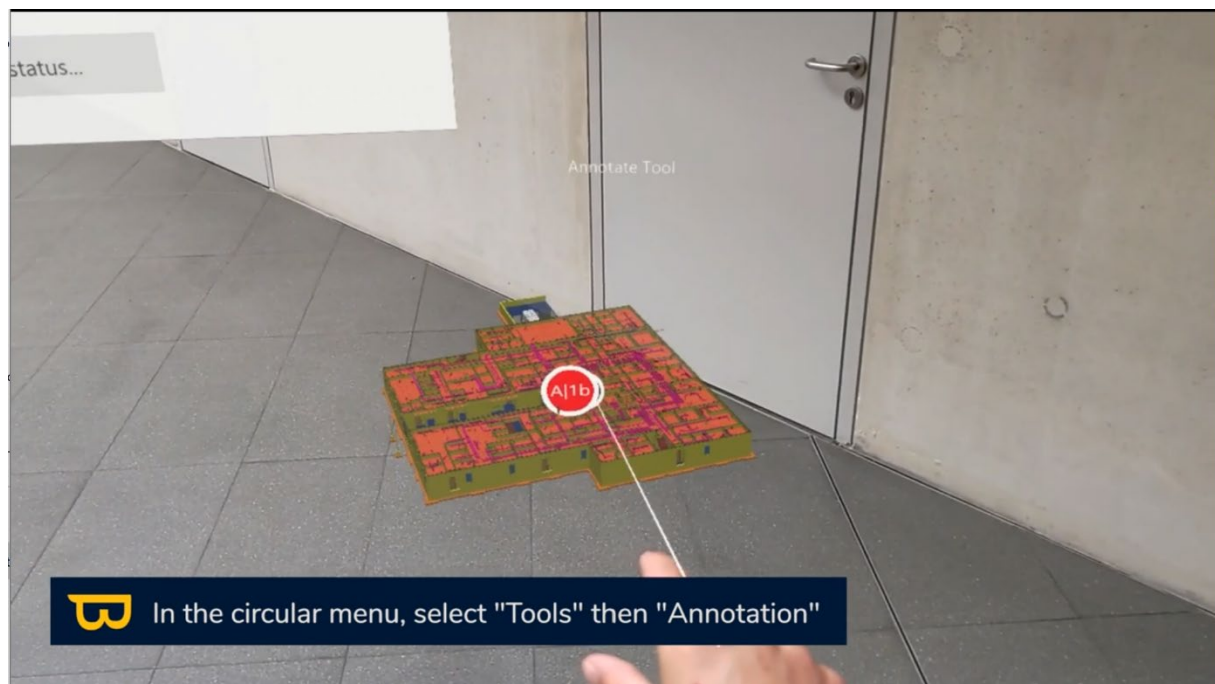 status...
Annotate Tool
A|1b
In the circular menu, select "Tools" then "Annotation"